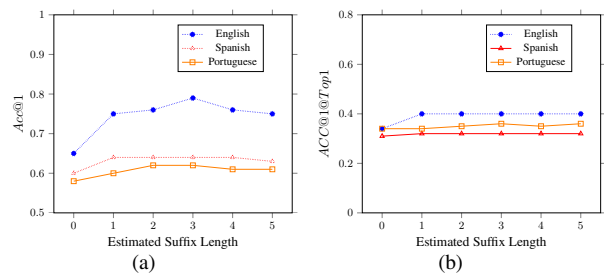 1
0.9
0.8
0.7
0.6
0.5
Acc@1
English
Spanish
Portuguese
0 1 2 3 4 5
Estimated Suffix Length
(a)
0.8
0.6
0.4
0.2
0
ACC@1@Top1
English
Spanish
Portuguese
0 1 2 3 4 5
Estimated Suffix Length
(b)